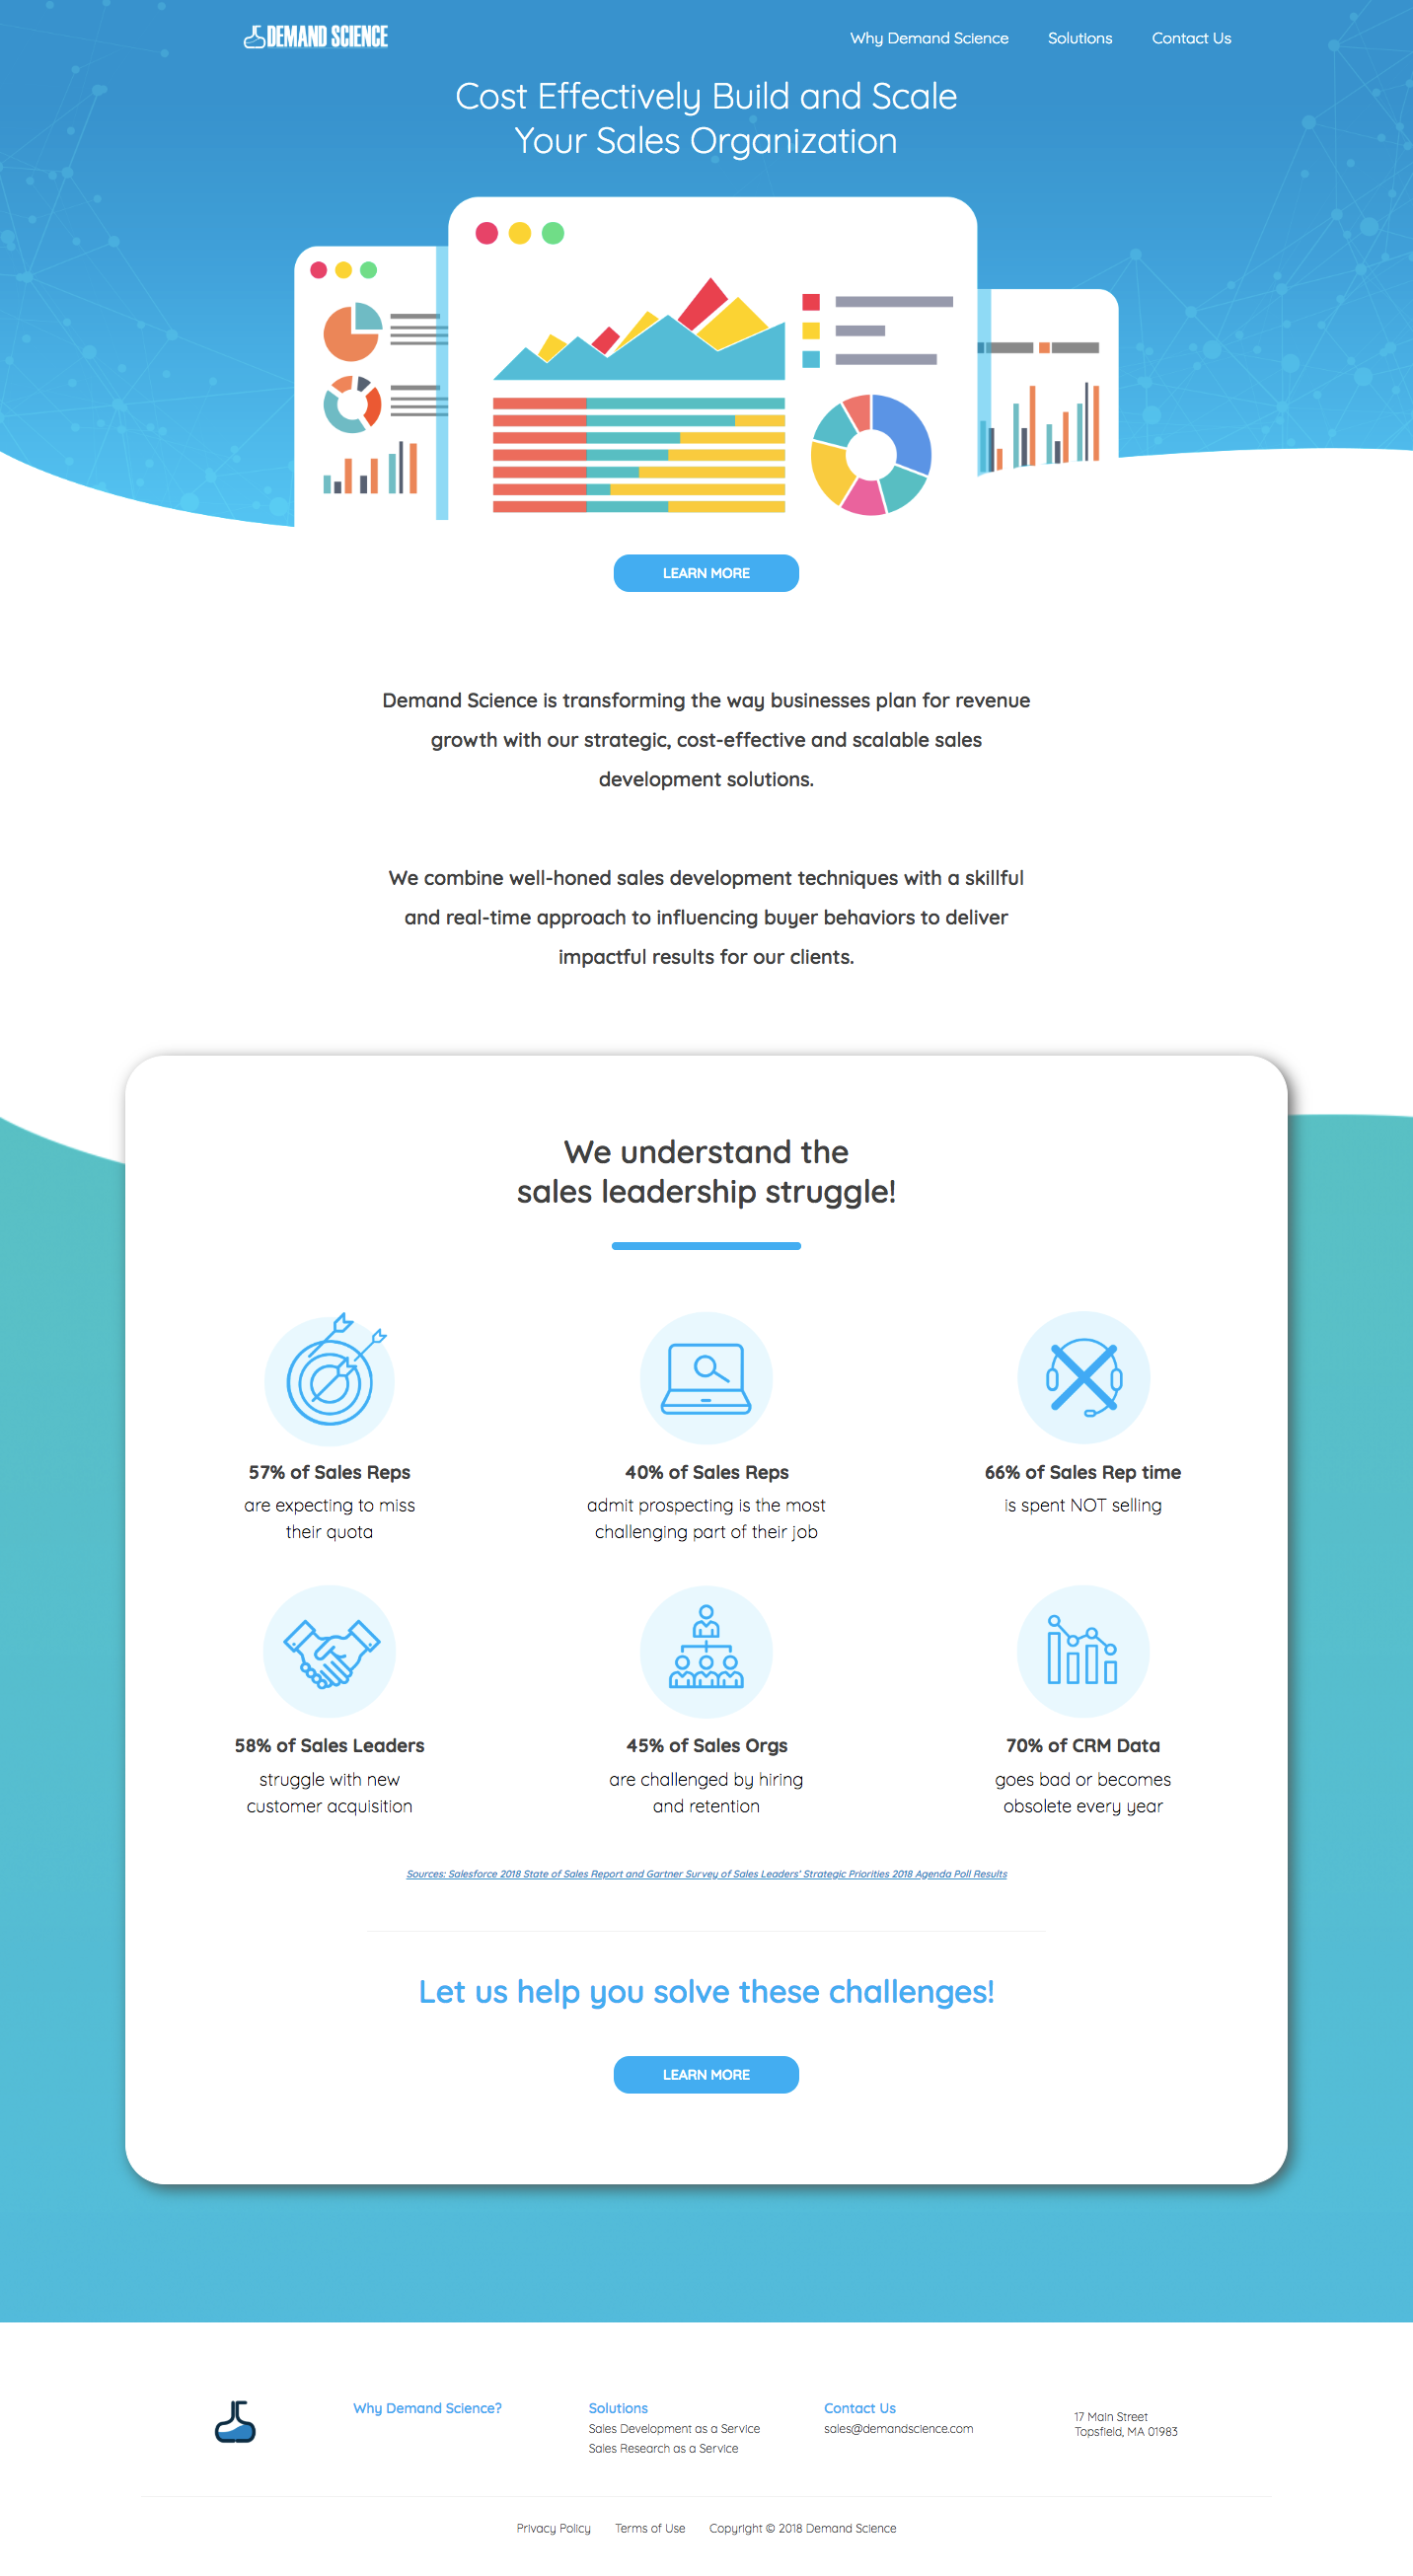 DEMAND SCIENCE
Why Demand Science
Solutions
Contact Us
Cost Effectively Build and Scale
Your Sales Organization
LEARN MORE
Demand Science is transforming the way businesses plan for revenue
growth with our strategic, cost-effective and scalable sales
development solutions.
We combine well-honed sales development techniques with a skillful
and real-time approach to influencing buyer behaviors to deliver
impactful results for our clients.
We understand the
sales leadership struggle!
57% of Sales Reps
are expecting to miss
their quota
40% of Sales Reps
admit prospecting is the most
challenging part of their job
66% of Sales Rep time
is spent NOT selling
58% of Sales Leaders
struggle with new
customer acquisition
45% of Sales Orgs
are challenged by hiring
and retention
70% of CRM Data
goes bad or becomes
obsolete every year
Sources: Salesforce 2018 State of Sales Report and Gartner Survey of Sales Leaders' Strategic Priorities 2018 Agenda Poll Results
Let us help you solve these challenges!
LEARN MORE
Why Demand Science?
Solutions
Sales Development as a Service
Sales Research as a Service
Contact Us
sales@demandscience.com
17 Main Street
Topsfield, MA 01983
Privacy Policy
Terms of Use
Copyright © 2018 Demand Science